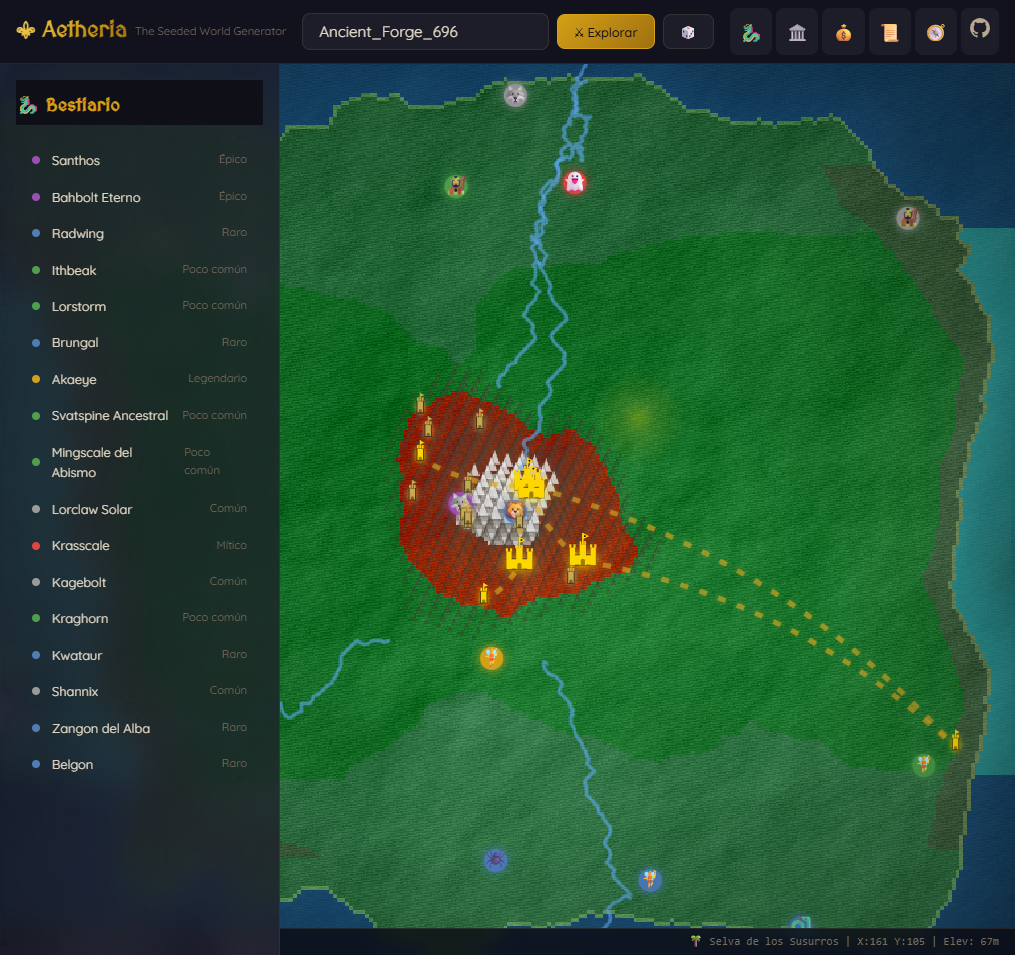 Aetheria The Seeded World Generator
Ancient_Forge_696
Explorar
Bestiario
Santhos Épico
Bahbolt Eterno Épico
Radwing Raro
Ithbeak Poco común
Lorstorm Poco común
Brungal Raro
Akaeye Legendario
Svatspine Ancestral Poco común
Mingscale del Poco
Abismo común
Lorclaw Solar Común
Krasscale Mítico
Kagebolt Común
Kraghorn Poco común
Kwataur Raro
Shannix Común
Zangon del Alba Raro
Belgon Raro
Selva de los Susurros | X:161 Y:105 | Elev: 67m